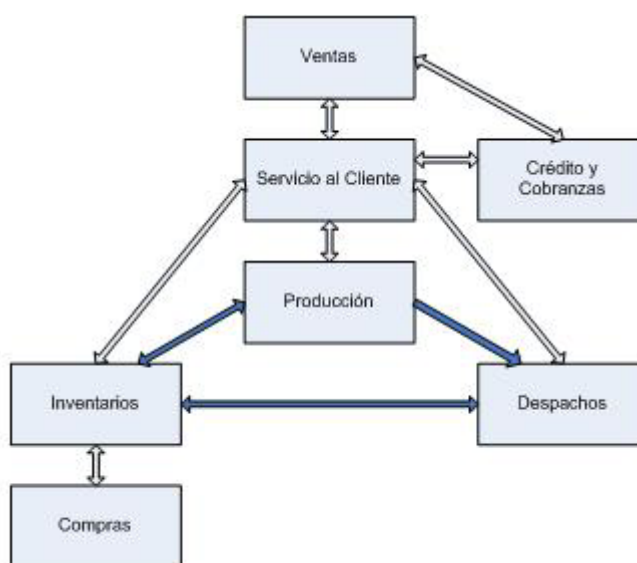 Ventas
Servicio al Cliente
Crédito y
Cobranzas
Producción
Inventarios
Despachos
Compras